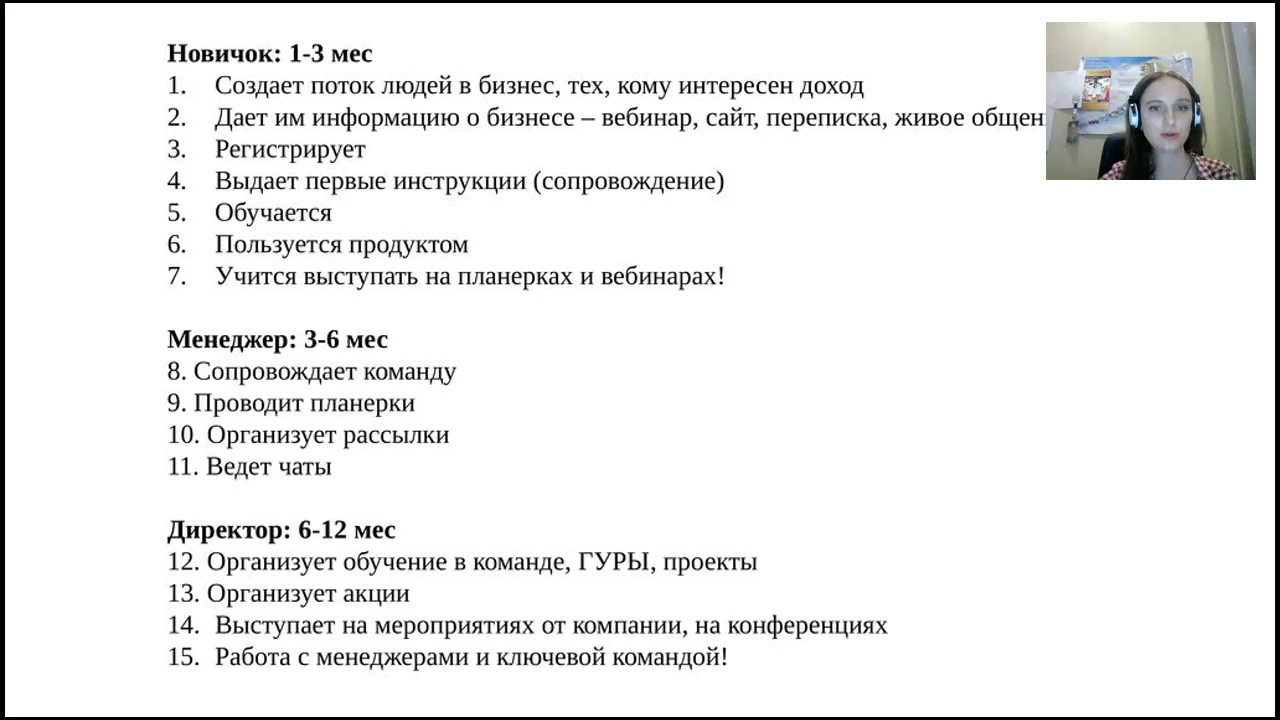 Новичок: 1-3 мес
1. Создает поток людей в бизнес, тех, кому интересен доход
2. Дает им информацию о бизнесе – вебинар, сайт, переписка, живое
3. Регистрирует
4. Выдает первые инструкции (сопровождение)
5. Обучается
6. Пользуется продуктом
7. Учится выступать на планерках и вебинарах!
Менеджер: 3-6 мес
8. Сопровождает команду
9. Проводит планерки
10. Организует рассылки
11. Ведет чаты
Директор: 6-12 мес
12. Организует обучение в команде, ГУРЫ, проекты
13. Организует акции
14. Выступает на мероприятиях от компании, на конференциях
15. Работа с менеджерами и ключевой командой!